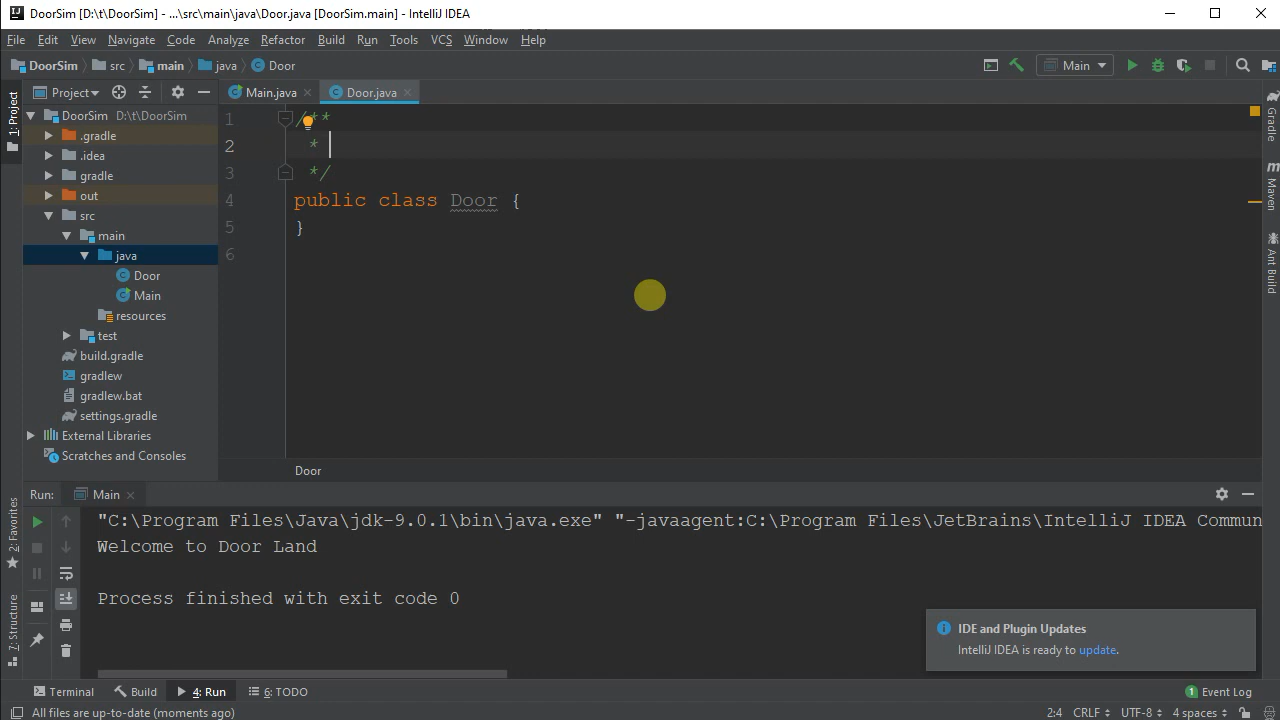 DoorSim [D:\t\DoorSim] - ...\src\main\java\Door.java [DoorSim.main] - IntelliJ IDEA
File Edit View Navigate Code Analyze Refactor Build Run Tools VCS Window Help
DoorSim src main java Door Main
1: Project
Project
Main.java Door.java
DoorSim D:\t\DoorSim
.gradle
.idea
gradle
out
src
main
java
Door
Main
resources
test
build.gradle
gradlew
gradlew.bat
settings.gradle
External Libraries
Scratches and Consoles
1 /**
2 *
3 */
4 public class Door {
5 }
6
Door
Gradle
Maven
Ant Build
2: Favorites
7: Structure
Run: Main
"C:\Program Files\Java\jdk-9.0.1\bin\java.exe" "-javaagent:C:\Program Files\JetBrains\IntelliJ IDEA Commun
Welcome to Door Land
Process finished with exit code 0
IDE and Plugin Updates
IntelliJ IDEA is ready to update.
Terminal Build 4: Run 6: TODO 1 Event Log
All files are up-to-date (moments ago) 2:4 CRLF UTF-8 4 spaces